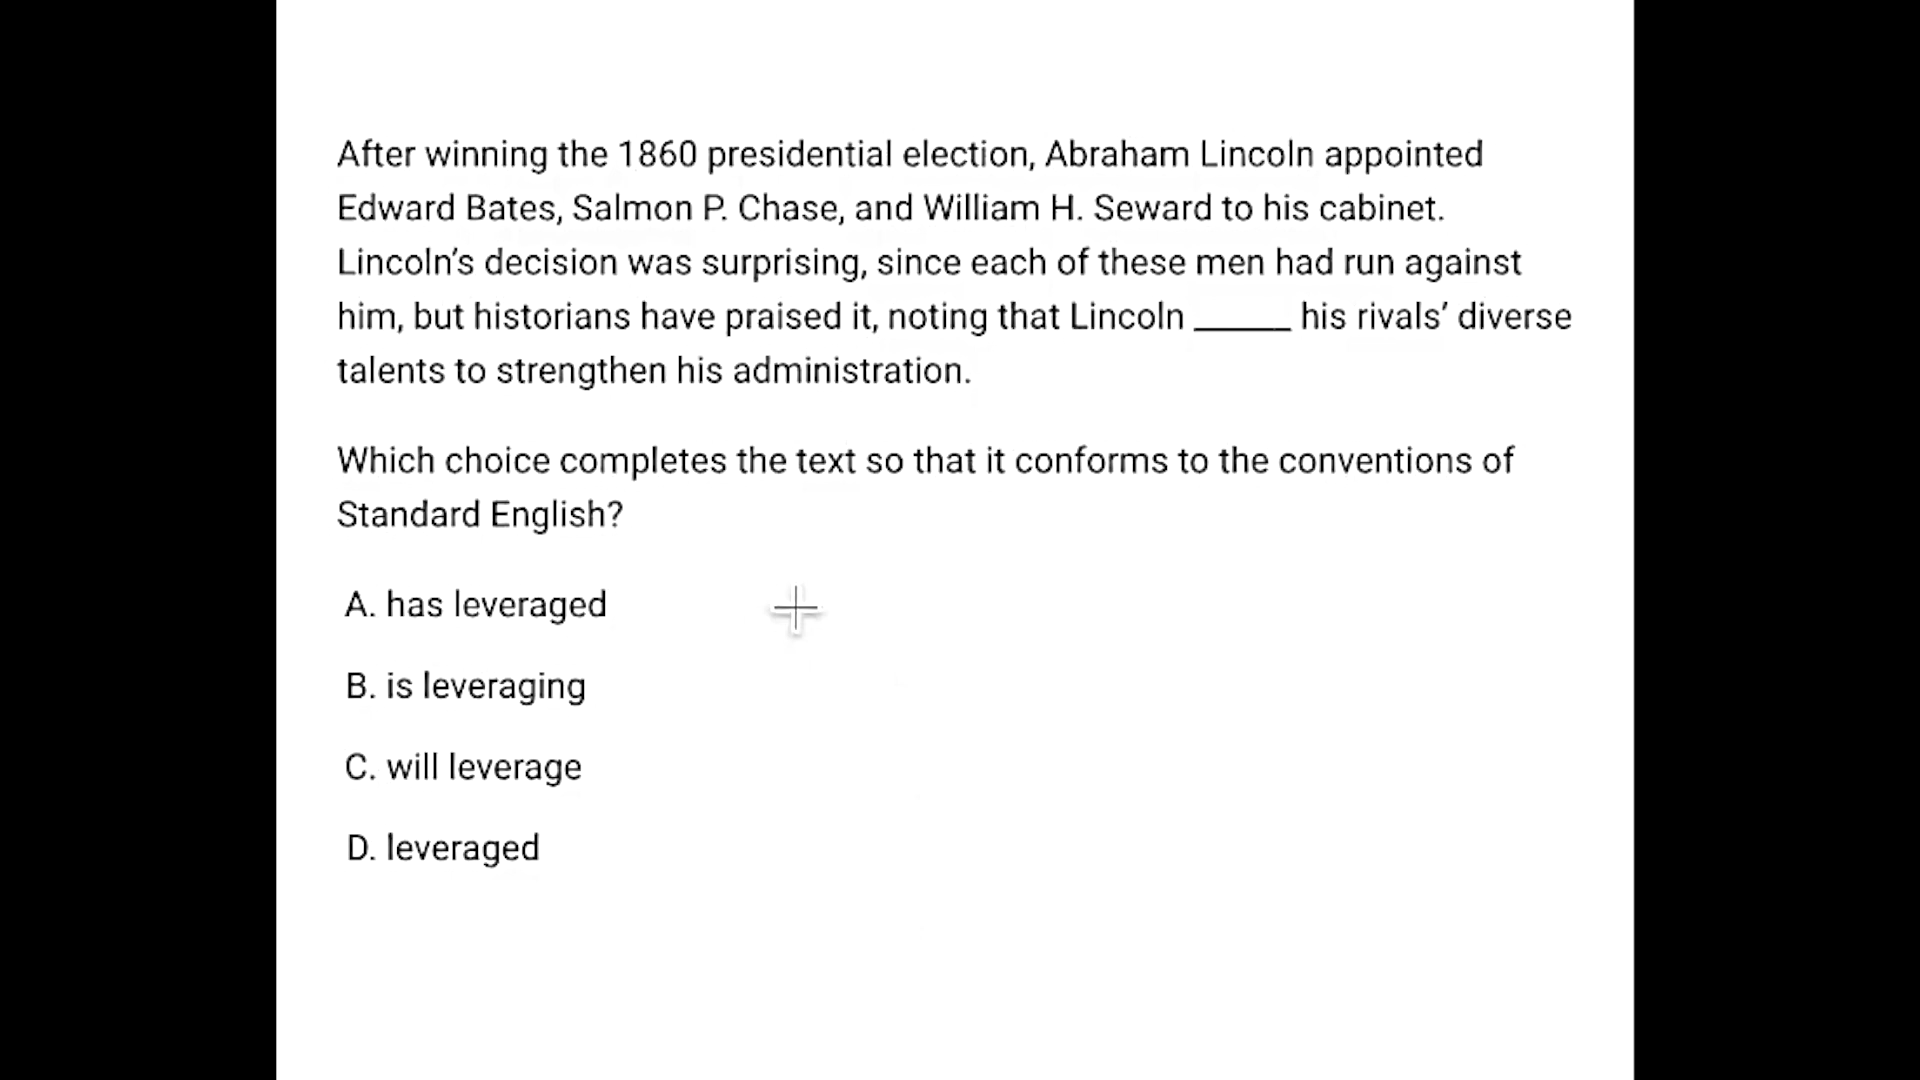 After winning the 1860 presidential election, Abraham Lincoln appointed
Edward Bates, Salmon P. Chase, and William H. Seward to his cabinet.
Lincoln’s decision was surprising, since each of these men had run against
him, but historians have praised it, noting that Lincoln ______ his rivals’ diverse
talents to strengthen his administration.
Which choice completes the text so that it conforms to the conventions of
Standard English?
A. has leveraged
B. is leveraging
C. will leverage
D. leveraged